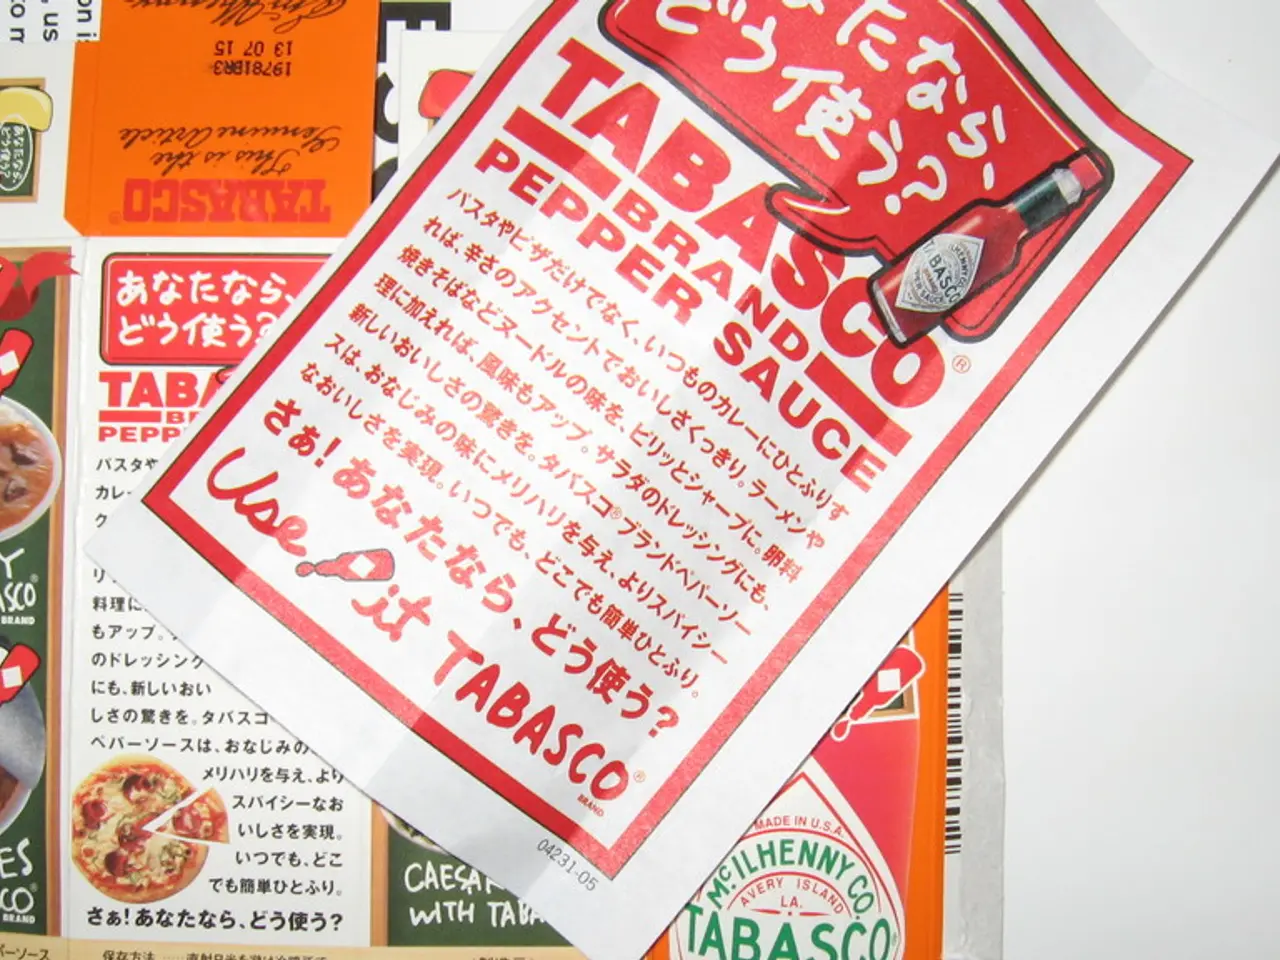 あなたなら、
どう使う?
TABASCO®
BRAND
PEPPER SAUCE
パスタやピザだけでなく、いつものカレーにひとふりす
れば、辛さのアクセントでおいしさくっきり。ラーメンや
焼きそばなどヌードルの味を、ピリッとシャープに。卵料
理に加えれば、風味もアップ。サラダのドレッシングにも、
新しいおいしさの驚きを。タバスコ®ブランドペパーソー
スは、おなじみの味にメリハリを与え、よりスパイシー
なおいしさを実現。いつでも、どこでも簡単ひとふり。
さぁ!あなたなら、どう使う?
Use it TABASCO®
BRAND
04231-05
19781DR3
13 07 15
This is the
Genuine Article
TABASCO®
あなたなら、
どう使う?
TABA
BR
PEPP
パスタや
カレー
ク
リ
料理に
もアップ。
のドレッシング
にも、新しいおい
しさの驚きを。タバスコ
ペパーソースは、おなじみの
メリハリを与え、より
スパイシーなお
いしさを実現。
いつでも、どこ
でも簡単ひとふり。
さぁ!あなたなら、どう使う?
保存方法
CAESAR
WITH TABA
MADE IN U.S.A.
McILHENNY CO.
AVERY ISLAND
LA.
TABASCO®